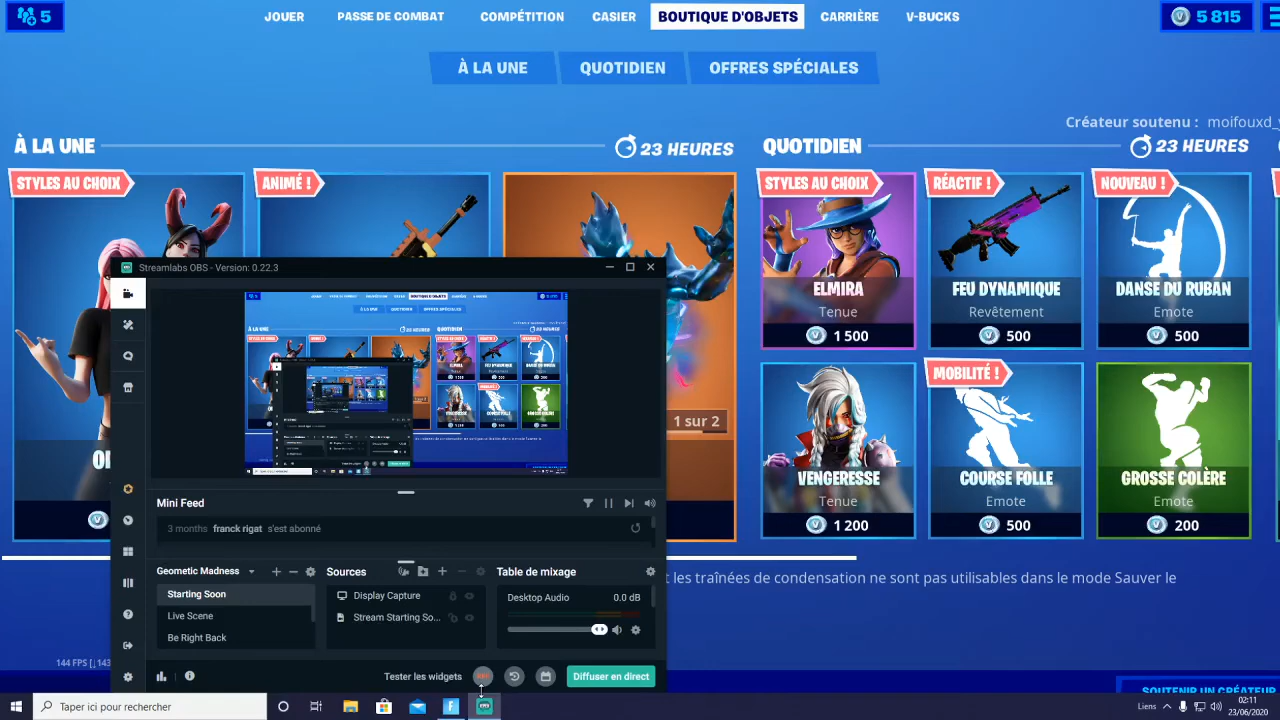 5
JOUER
PASSE DE COMBAT
COMPÉTITION
CASIER
BOUTIQUE D'OBJETS
CARRIÈRE
V-BUCKS
5 815
À LA UNE
QUOTIDIEN
OFFRES SPÉCIALES
Créateur soutenu :
À LA UNE
23 HEURES
QUOTIDIEN
23 HEURES
STYLES AU CHOIX
ANIMÉ !
1 sur 2
STYLES AU CHOIX
ELMIRA
Tenue
1 500
RÉACTIF !
FEU DYNAMIQUE
Revêtement
500
NOUVEAU !
DANSE DU RUBAN
Emote
500
VENGERESSE
Tenue
1 200
MOBILITÉ !
COURSE FOLLE
Emote
500
GROSSE COLÈRE
Emote
200
les traînées de condensation ne sont pas utilisables dans le mode Sauver le
SOUTENIR UN CRÉATEUR
144 FPS
Streamlabs OBS - Version: 0.22.3
Mini Feed
3 months franck rigat s'est abonné
Geometic Madness
Starting Soon
Live Scene
Be Right Back
Sources
Display Capture
Stream Starting So...
Table de mixage
Desktop Audio
0.0 dB
Tester les widgets
REC
Diffuser en direct
Taper ici pour rechercher
Liens
02:11
23/06/2020